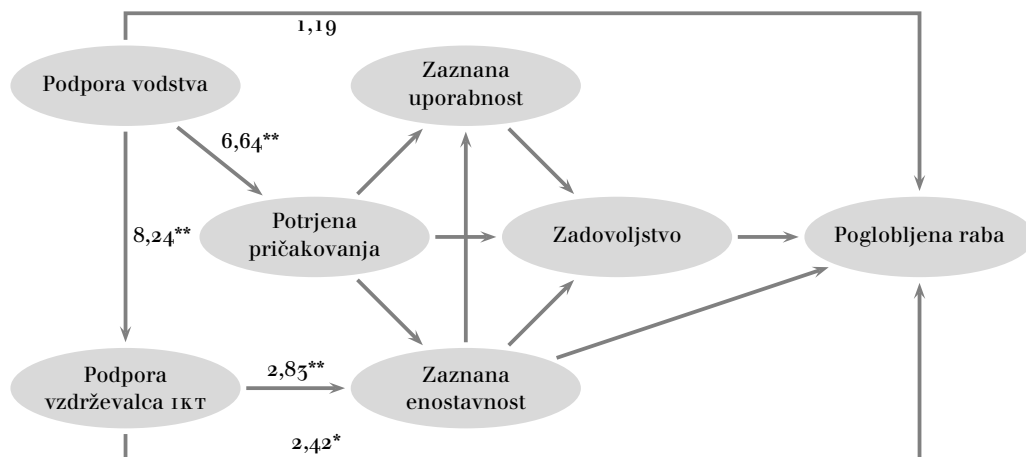 1,19
Podpora vodstva
Zaznana
uporabnost
6,64**
8,24**
Potrjena
pričakovanja
Zadovoljstvo
Poglobljena raba
Podpora
vzdrževalca IKT
2,83**
Zaznana
enostavnost
2,42*